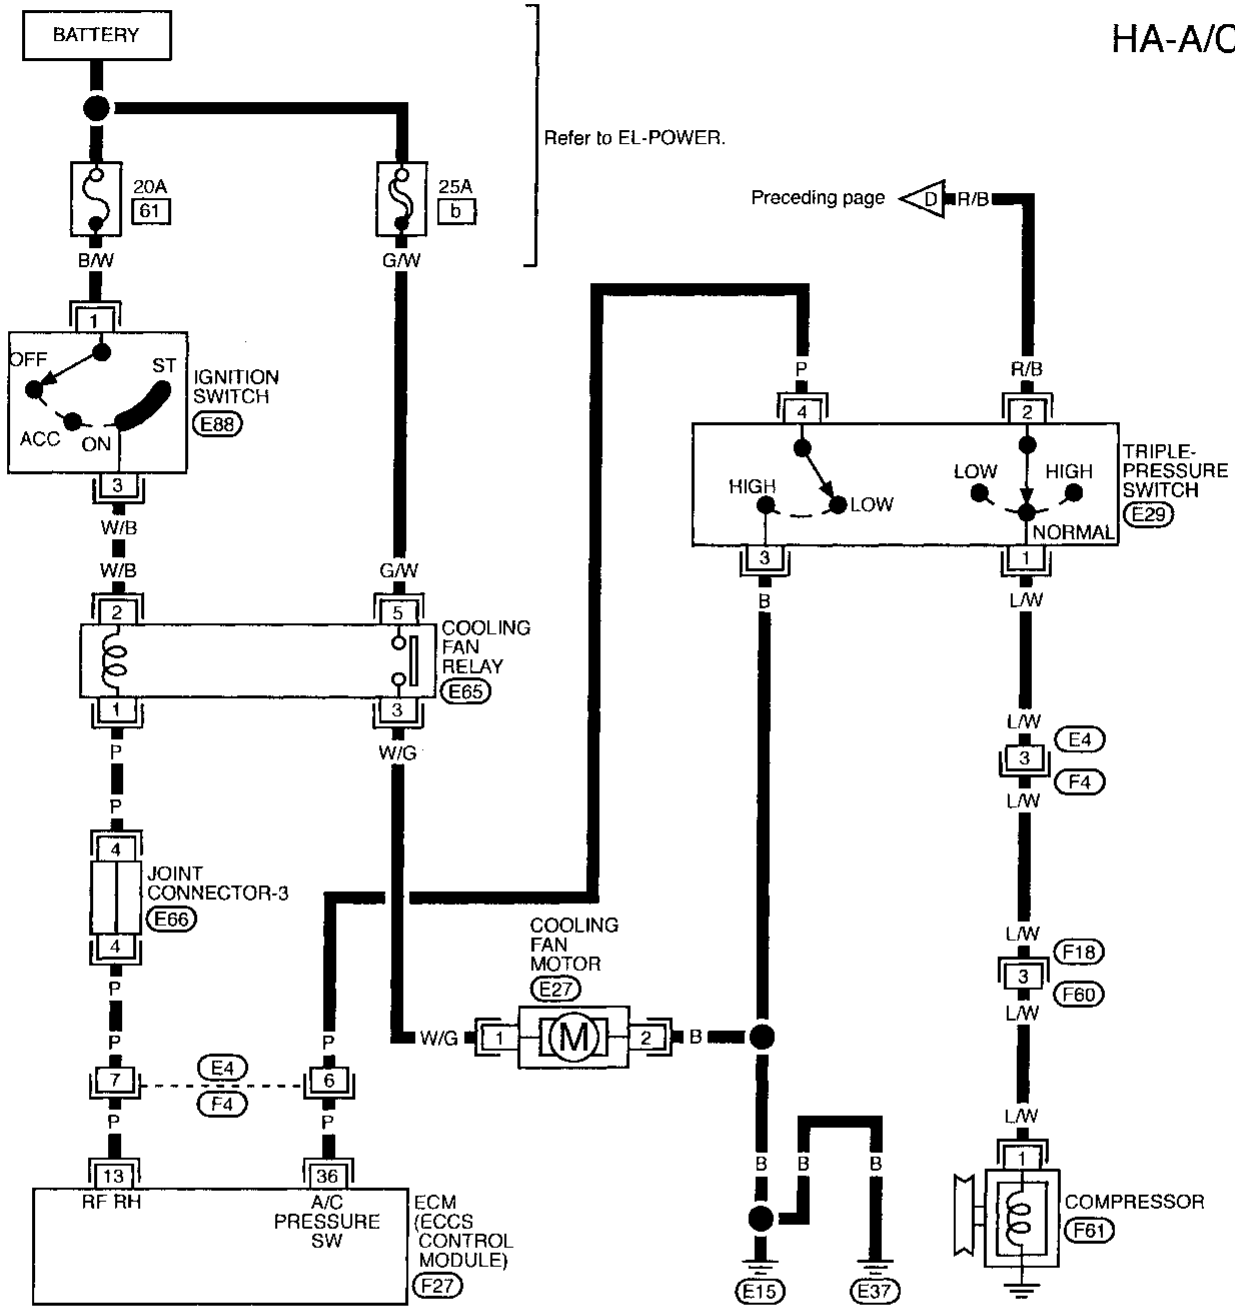 BATTERY
HA-A/C
Refer to EL-POWER.
20A
61
25A
b
Preceding page
D
R/B
B/W
G/W
1
OFF
ST
ACC
ON
IGNITION
SWITCH
E88
3
P
R/B
4
2
HIGH
LOW
LOW
HIGH
NORMAL
TRIPLE-
PRESSURE
SWITCH
E29
3
1
W/B
W/B
G/W
B
L/W
2
5
COOLING
FAN
RELAY
E65
1
3
P
W/G
L/W
3
E4
F4
L/W
P
4
JOINT
CONNECTOR-3
E66
4
COOLING
FAN
MOTOR
E27
L/W
3
F18
F60
L/W
P
P
P
W/G
1
M
2
B
7
E4
F4
6
P
P
L/W
13
36
B
B
B
1
RF RH
A/C
PRESSURE
SW
ECM
(ECCS
CONTROL
MODULE)
F27
COMPRESSOR
F61
E15
E37